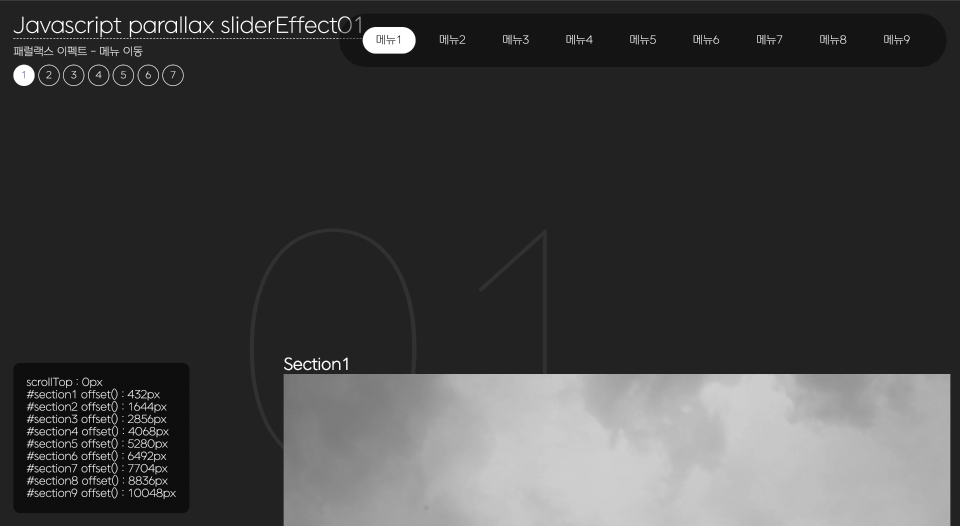 Javascript parallax sliderEffect01
패럴랙스 이펙트 - 메뉴 이동
1 2 3 4 5 6 7
메뉴1 메뉴2 메뉴3 메뉴4 메뉴5 메뉴6 메뉴7 메뉴8 메뉴9
01
Section1
scrollTop : 0px
#section1 offset() : 432px
#section2 offset() : 1644px
#section3 offset() : 2856px
#section4 offset() : 4068px
#section5 offset() : 5280px
#section6 offset() : 6492px
#section7 offset() : 7704px
#section8 offset() : 8836px
#section9 offset() : 10048px